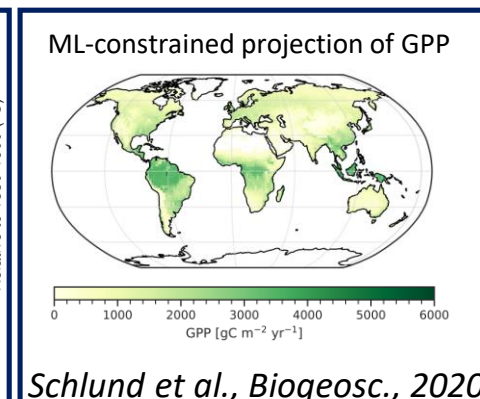 ML-constrained projection of GPP
0 1000 2000 3000 4000 5000 6000
GPP [gC m⁻² yr⁻¹]
Schlund et al., Biogeosc., 2020